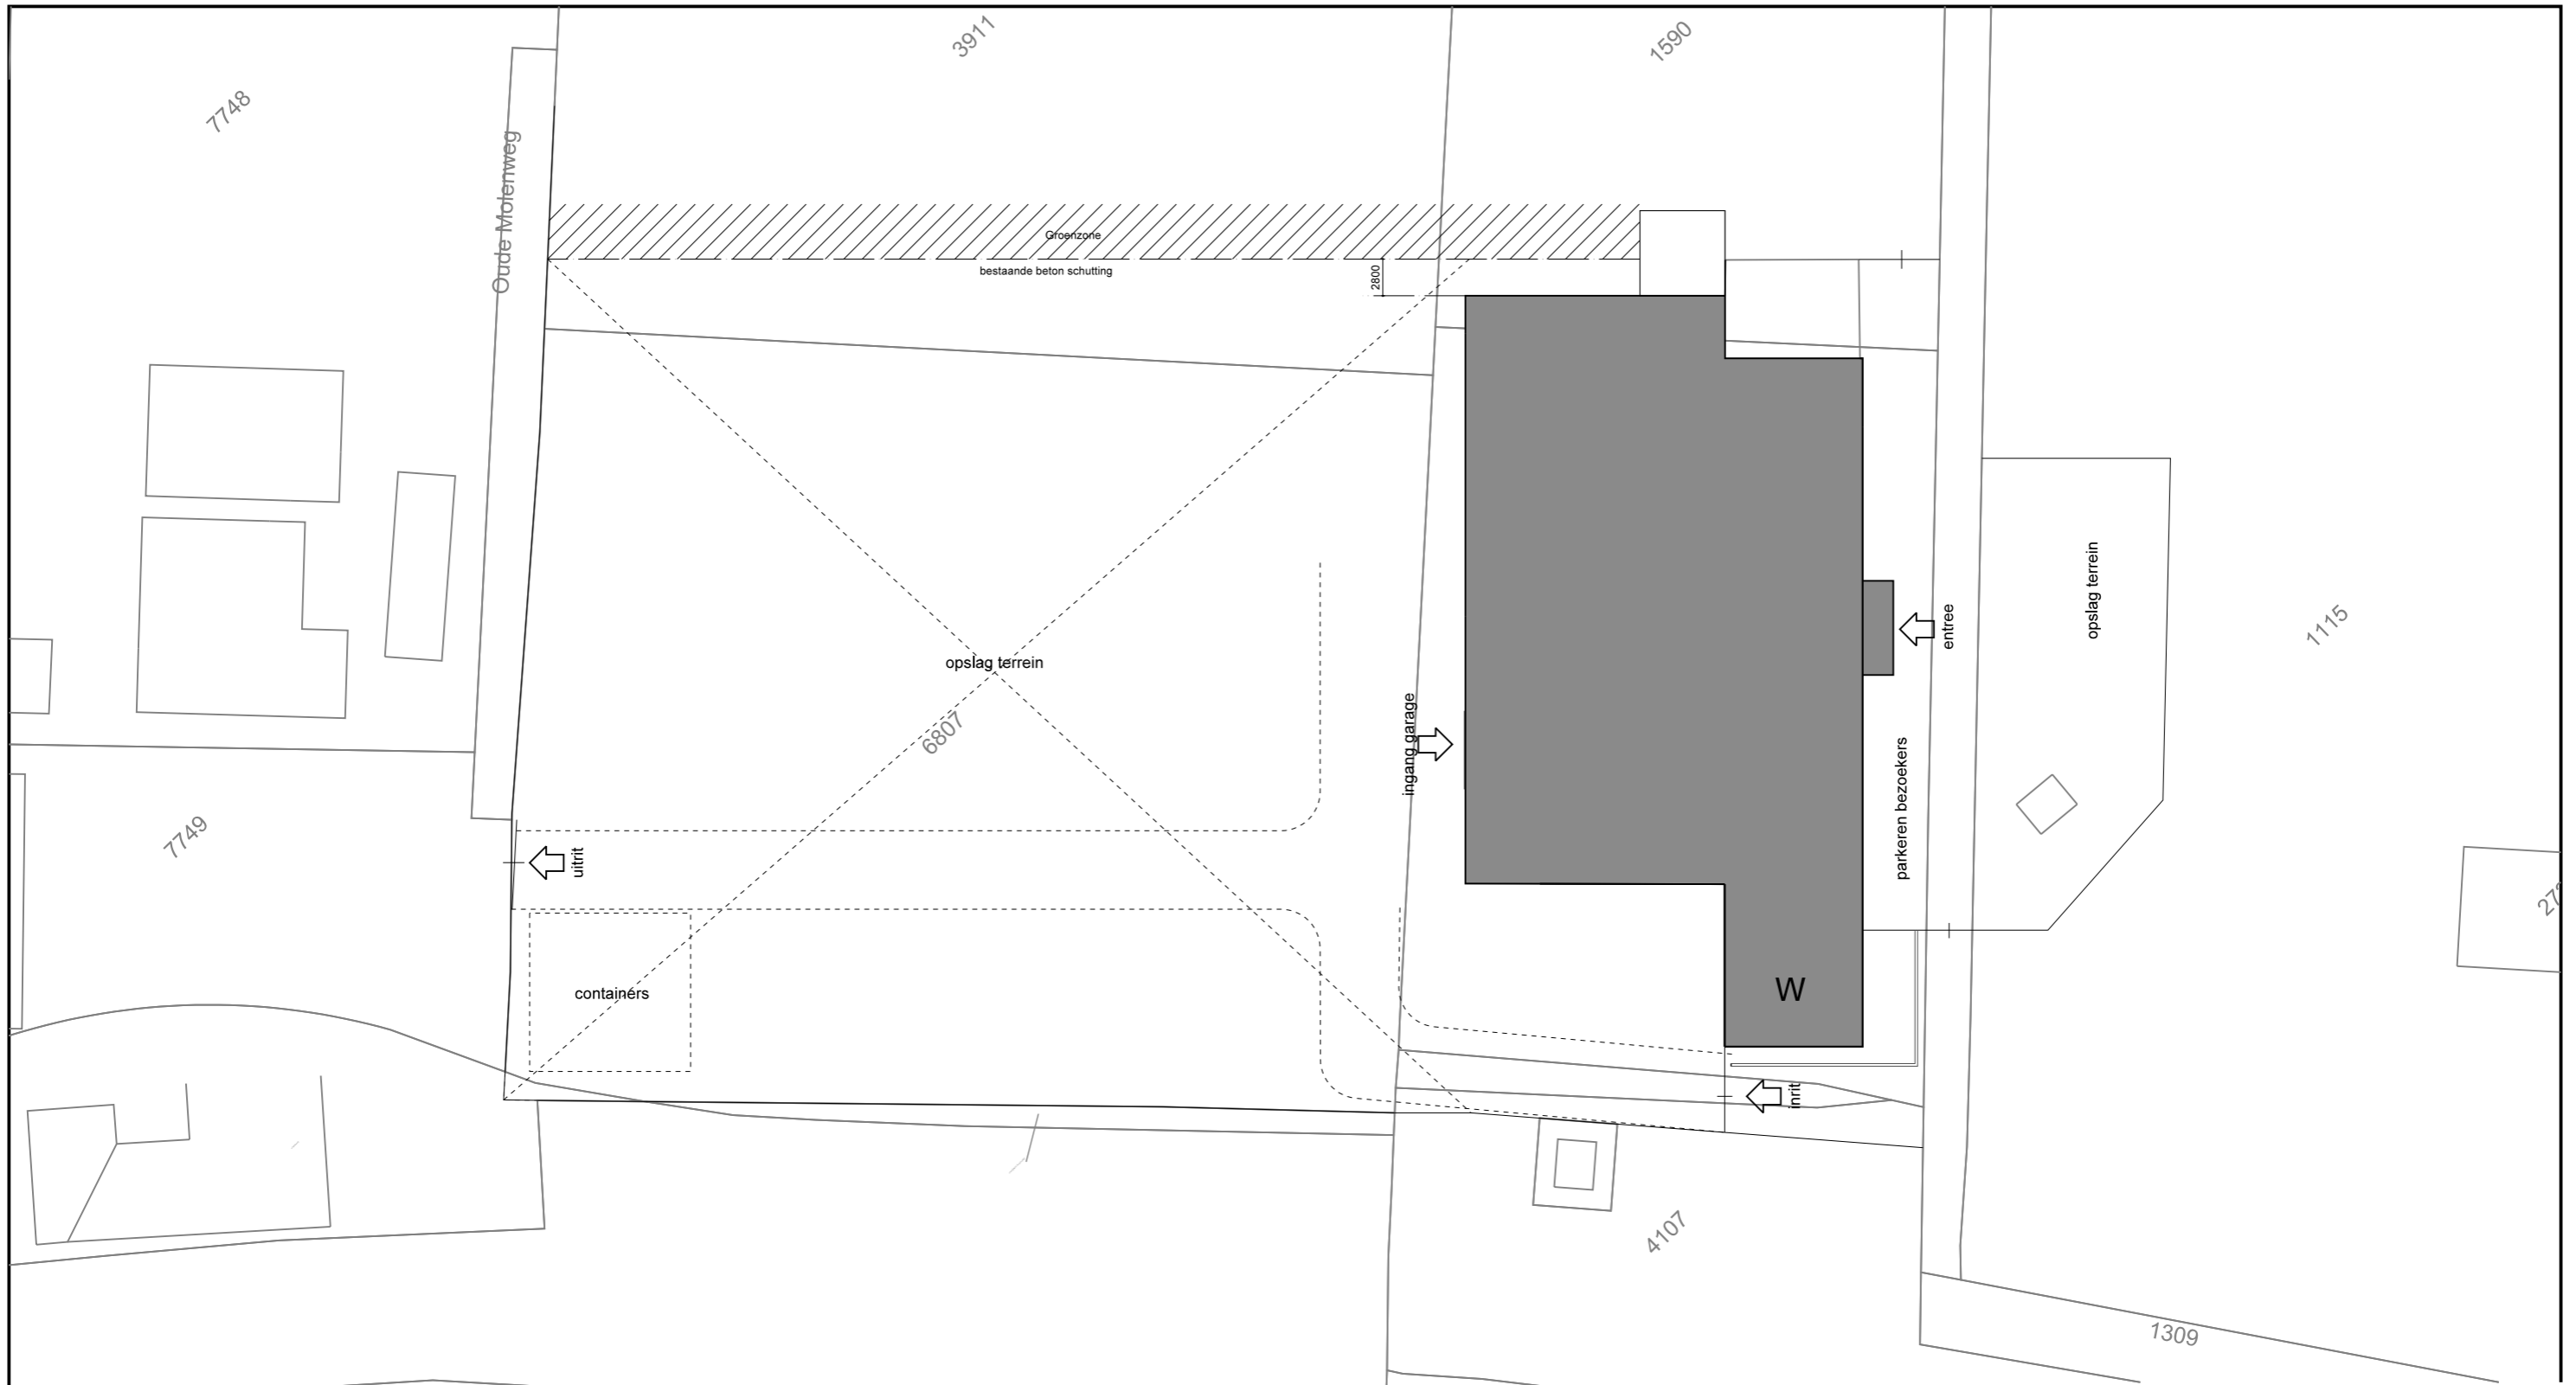 3911
1590
7748
Oude Molenweg
Groenzone
bestaande beton schutting
2800
opslag terrein
1115
entree
opslag terrein
6807
ingang garage
parkeren bezoekers
7749
uitrit
containers
W
inrit
4107
1309